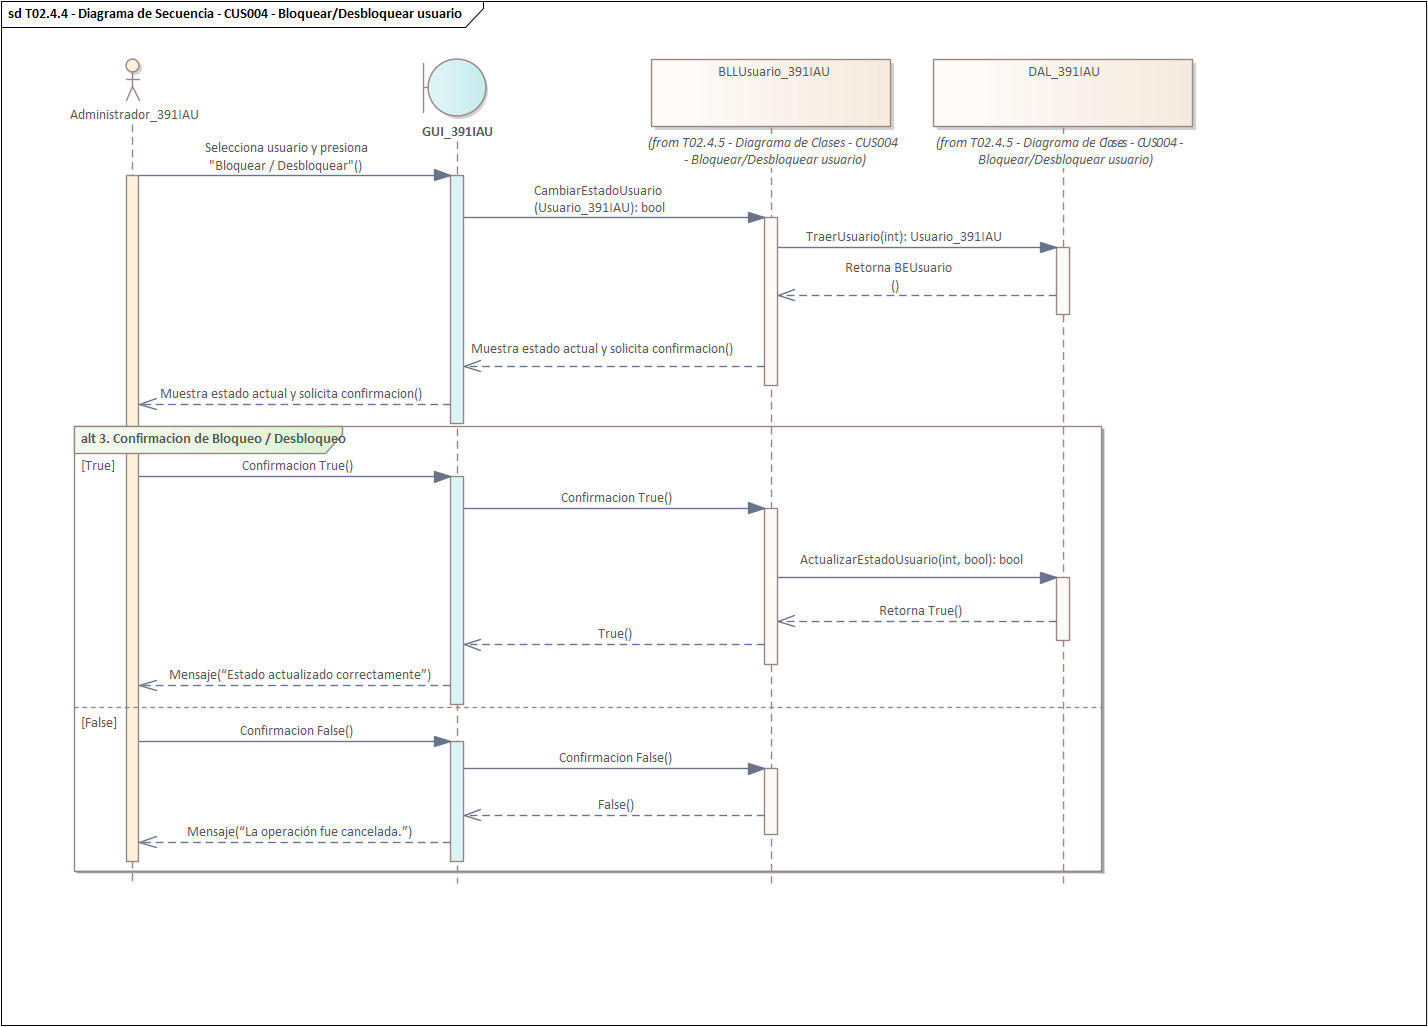 sd T02.4.4 - Diagrama de Secuencia - CUS004 - Bloquear/Desbloquear usuario
Administrador_391IAU
GUI_391IAU
BLLUsuario_391IAU
(from T02.4.5 - Diagrama de Clases - CUS004
- Bloquear/Desbloquear usuario)
DAL_391IAU
(from T02.4.5 - Diagrama de Clases - CUS004 -
Bloquear/Desbloquear usuario)
Selecciona usuario y presiona
"Bloquear / Desbloquear"()
CambiarEstadoUsuario
(Usuario_391IAU): bool
TraerUsuario(int): Usuario_391IAU
Retorna BEUsuario
()
Muestra estado actual y solicita confirmacion()
Muestra estado actual y solicita confirmacion()
alt 3. Confirmacion de Bloqueo / Desbloqueo
[True]
Confirmacion True()
Confirmacion True()
ActualizarEstadoUsuario(int, bool): bool
Retorna True()
True()
Mensaje(“Estado actualizado correctamente”)
[False]
Confirmacion False()
Confirmacion False()
False()
Mensaje(“La operación fue cancelada.”)